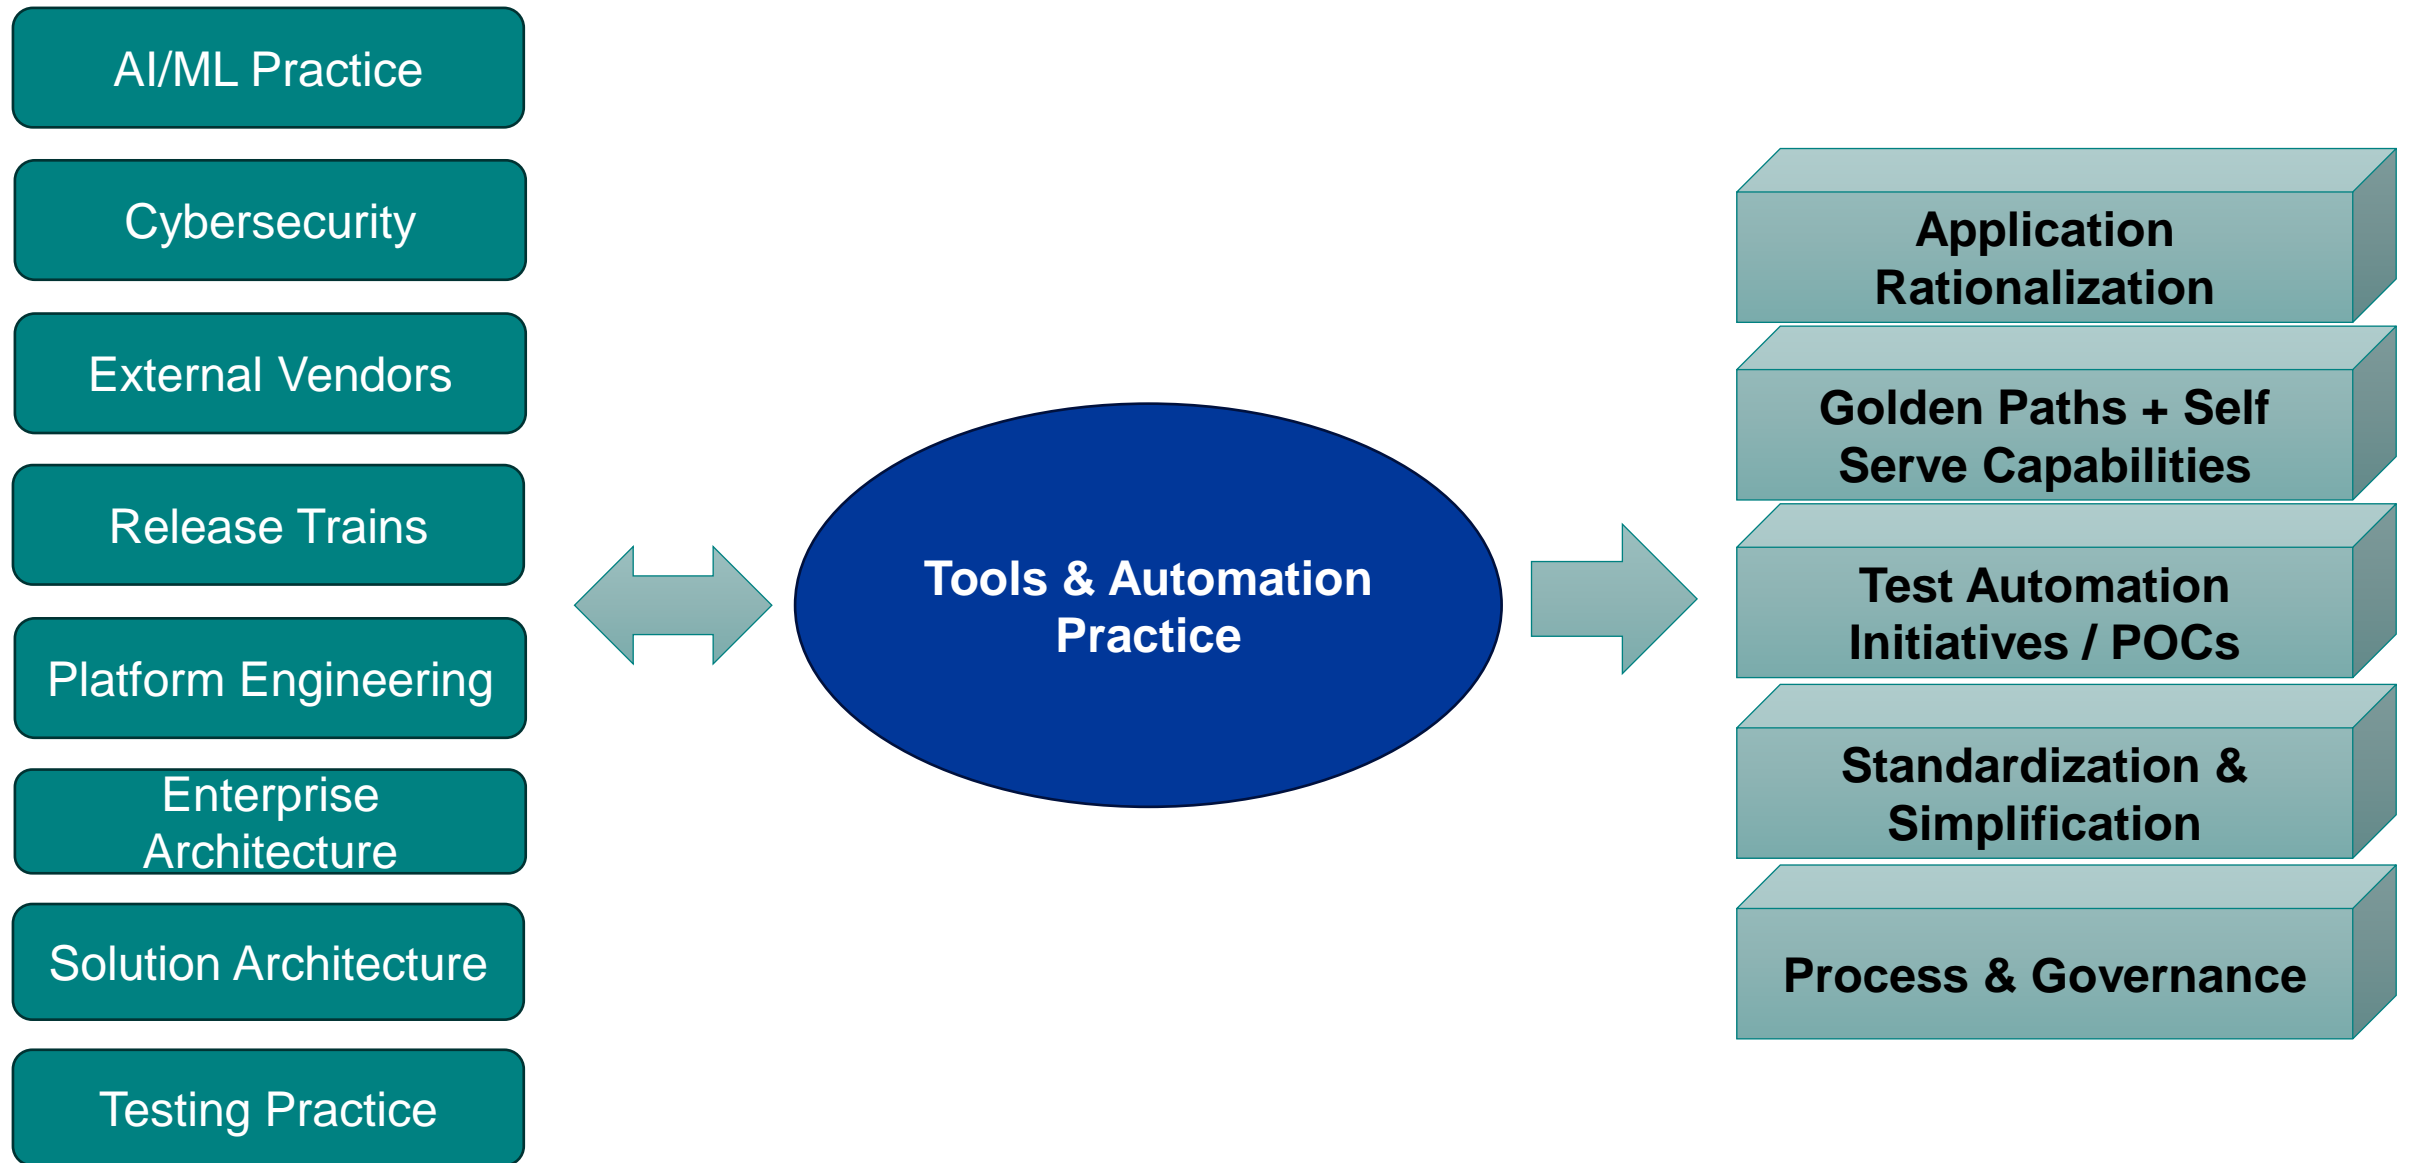 AI/ML Practice
Cybersecurity
External Vendors
Release Trains
Platform Engineering
Enterprise
Architecture
Solution Architecture
Testing Practice
Tools & Automation
Practice
Application
Rationalization
Golden Paths + Self
Serve Capabilities
Test Automation
Initiatives / POCs
Standardization &
Simplification
Process & Governance